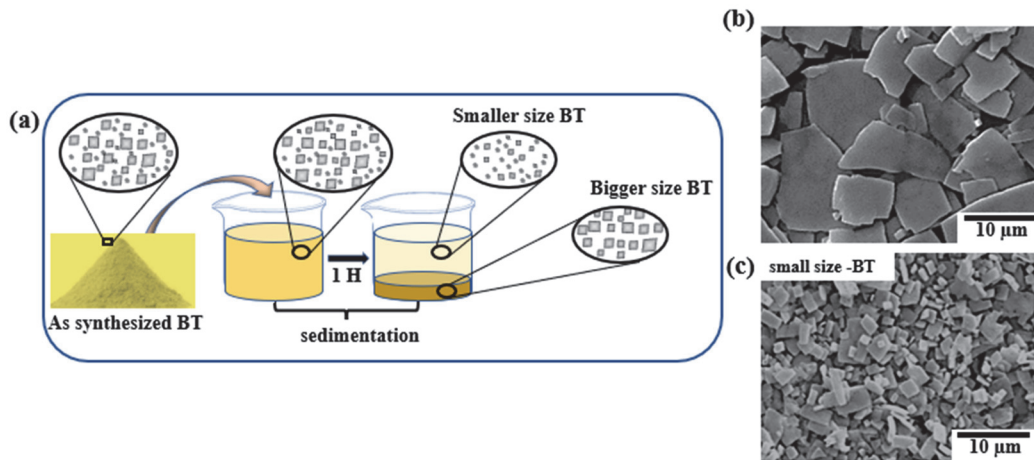 (a)
Smaller size BT
Bigger size BT
1 H
As synthesized BT
sedimentation
(b)
10 µm
(c)
small size -BT
10 µm